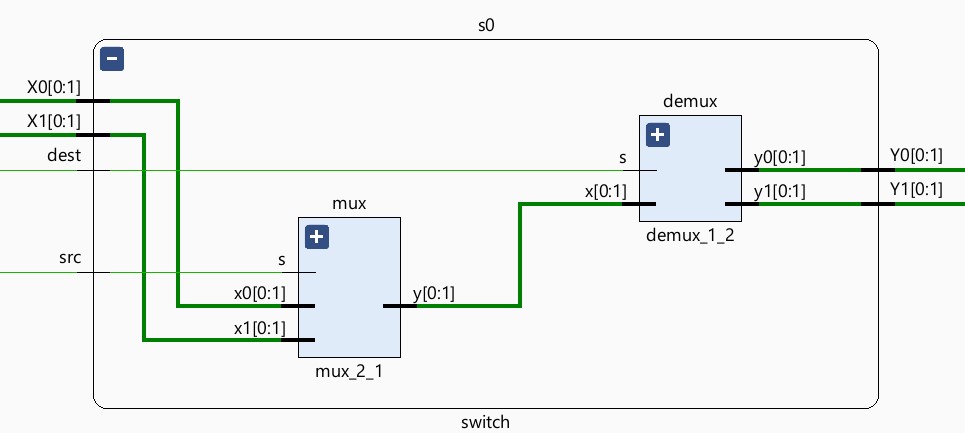 s0
X0[0:1]
X1[0:1]
dest
src
mux
s
x0[0:1]
x1[0:1]
y[0:1]
mux_2_1
demux
s
x[0:1]
y0[0:1]
y1[0:1]
demux_1_2
Y0[0:1]
Y1[0:1]
switch